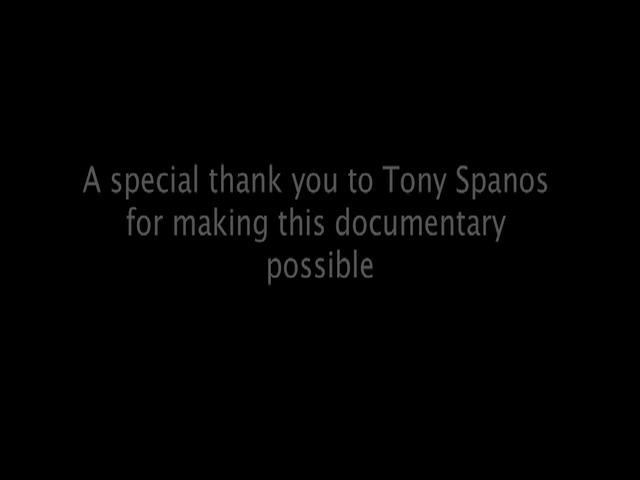 A special thank you to Tony Spanos
for making this documentary
possible